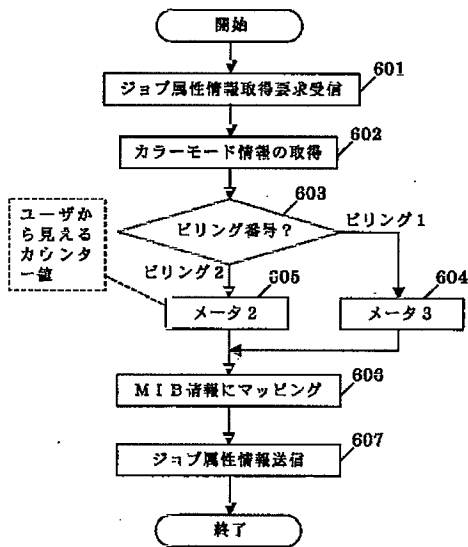 開始
601
ジョブ属性情報取得要求受信
602
カラーモード情報の取得
603
ビリング番号？
ビリング１
ユーザか
ら見える
カウンタ
ー値
ビリング２
605
メータ２
604
メータ３
606
ＭＩＢ情報にマッピング
607
ジョブ属性情報送信
終了